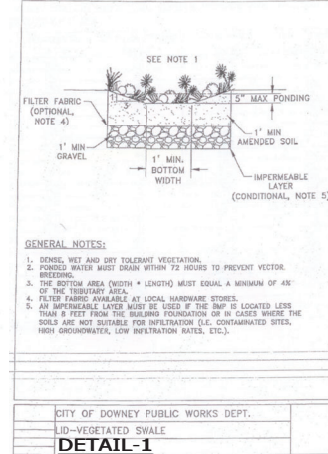 SEE NOTE 1
FILTER FABRIC
(OPTIONAL,
NOTE 4)
1
3
5" MAX PONDING
1' MIN
AMENDED SOIL
1' MIN
GRAVEL
1' MIN.
BOTTOM
WIDTH
IMPERMEABLE
LAYER
(CONDITIONAL, NOTE 5)
GENERAL NOTES:
1. DENSE, WET AND DRY TOLERANT VEGETATION.
2. PONDED WATER MUST DRAIN WITHIN 72 HOURS TO PREVENT VECTOR
BREEDING.
3. THE BOTTOM AREA (WIDTH * LENGTH) MUST EQUAL A MINIMUM OF 4%
OF THE TRIBUTARY AREA.
4. FILTER FABRIC AVAILABLE AT LOCAL HARDWARE STORES.
5. AN IMPERMEABLE LAYER MUST BE USED IF THE BMP IS LOCATED LESS
THAN 8 FEET FROM THE BUILDING FOUNDATION OR IN CASES WHERE THE
SOILS ARE NOT SUITABLE FOR INFILTRATION (I.E. CONTAMINATED SITES,
HIGH GROUNDWATER, LOW INFILTRATION RATES, ETC.).
CITY OF DOWNEY PUBLIC WORKS DEPT.
LID-VEGETATED SWALE
DETAIL-1